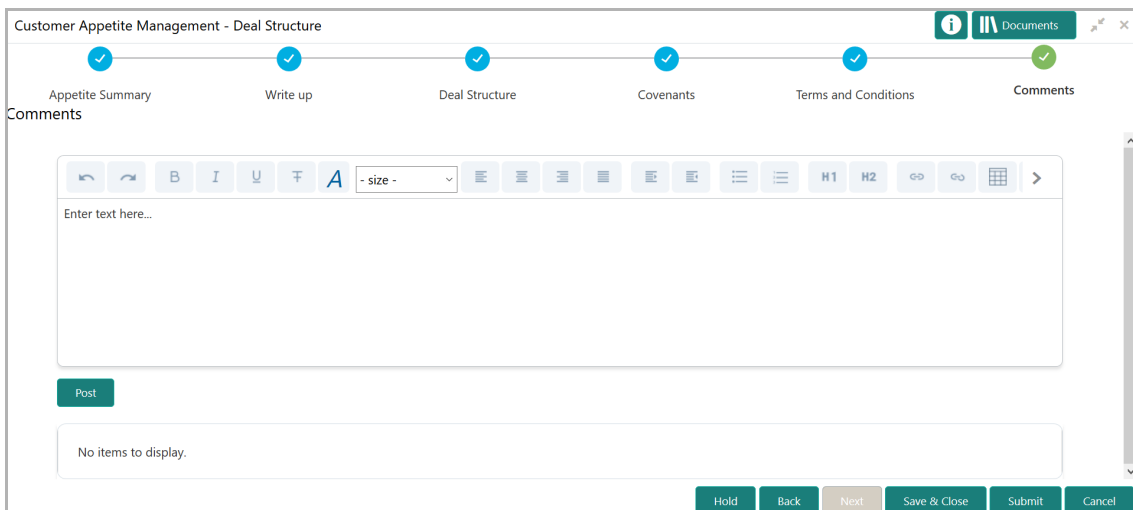 Customer Appetite Management - Deal Structure
i Documents
Appetite Summary Write up Deal Structure Covenants Terms and Conditions Comments
Comments
B I U T A - size - H1 H2
Enter text here...
Post
No items to display.
Hold Back Next Save & Close Submit Cancel